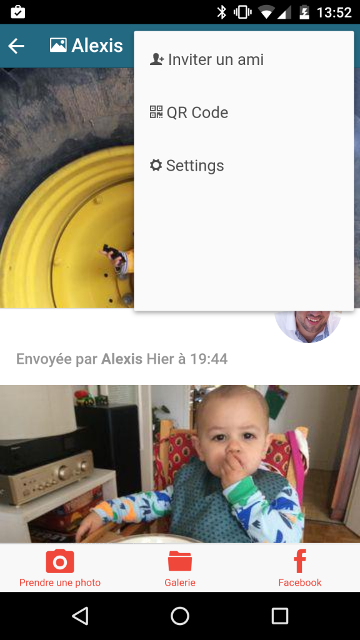 13:52
Alexis
Inviter un ami
QR Code
Settings
Envoyée par Alexis Hier à 19:44
Prendre une photo
Galerie
Facebook